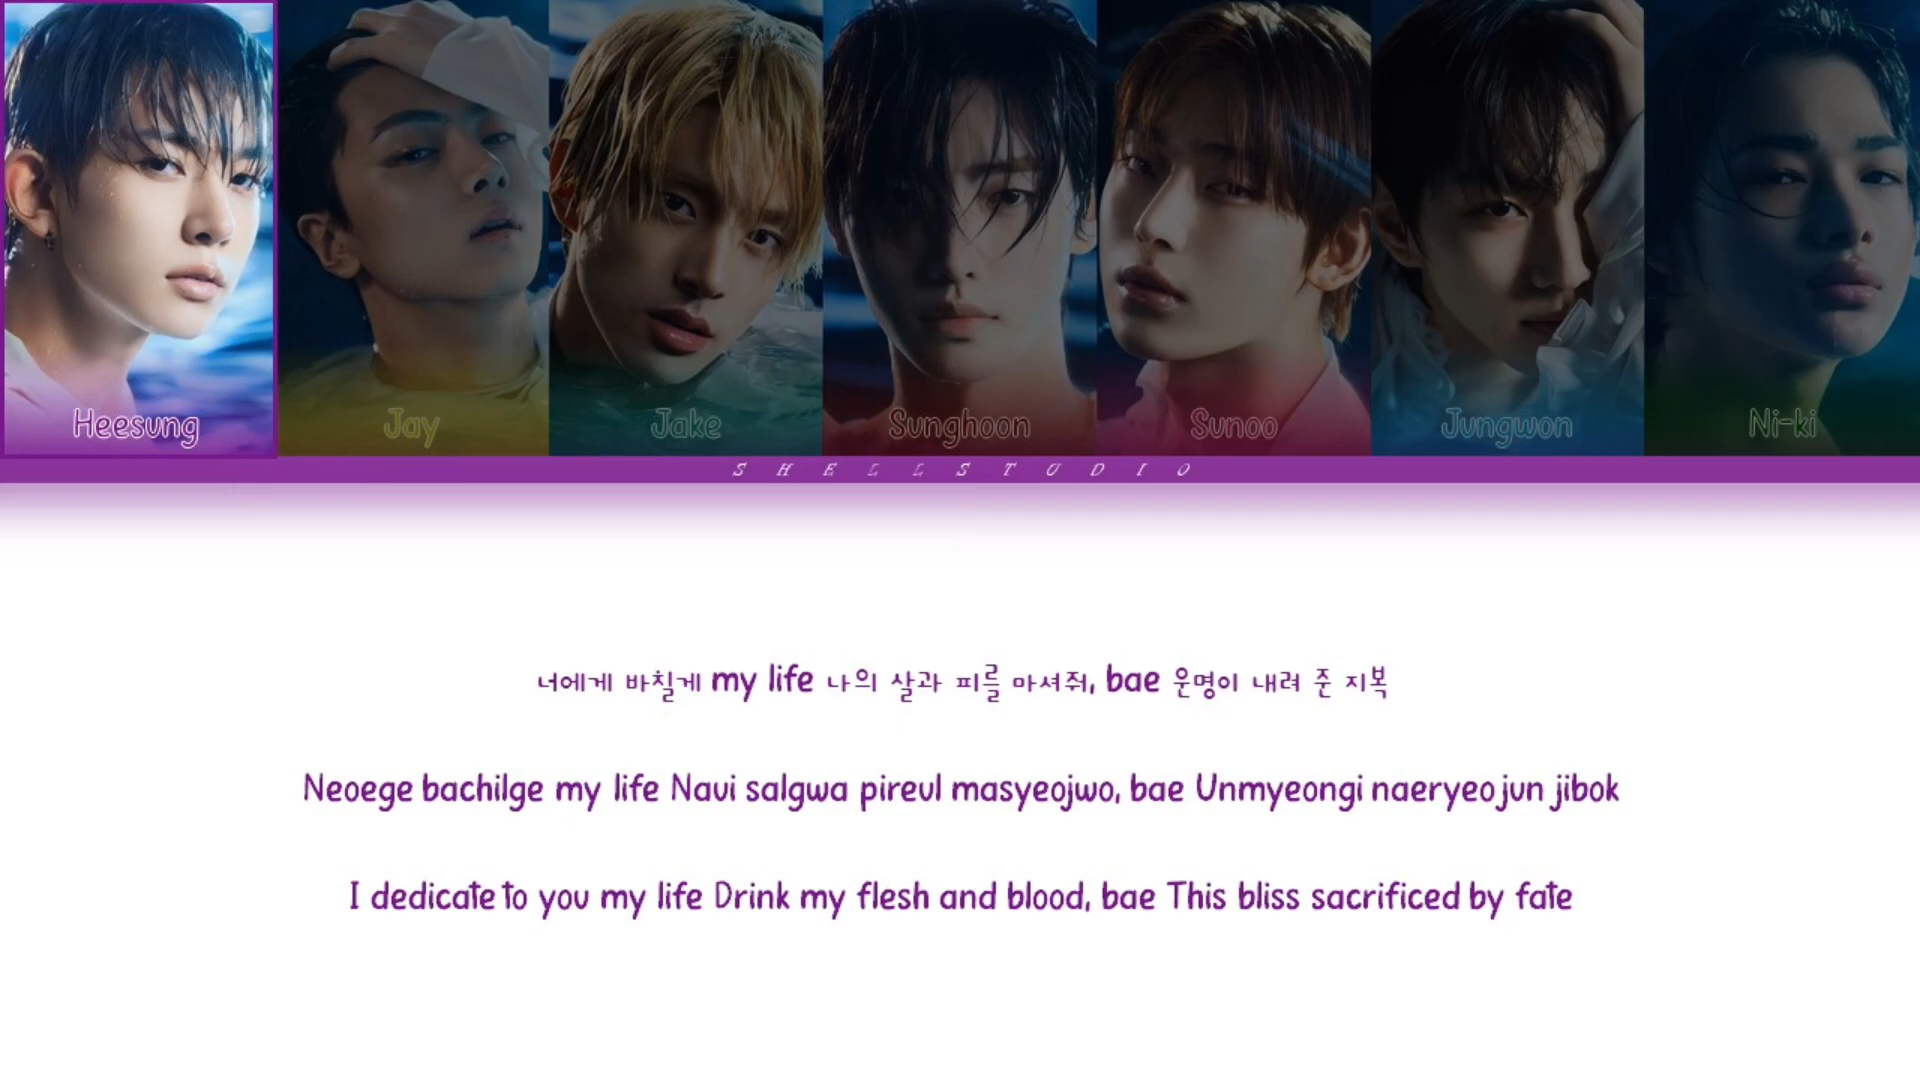 Heesung
Jay
Jake
Sunghoon
Sunoo
Jungwon
Ni-ki
SHELLSTUDIO
너에게 바칠게 my life 나의 살과 피를 마셔줘, bae 운명이 내려 준 지복
Neoege bachilge my life Naui salgwa pireul masyeojwo, bae Unmyeongi naeryeo jun jibok
I dedicate to you my life Drink my flesh and blood, bae This bliss sacrificed by fate